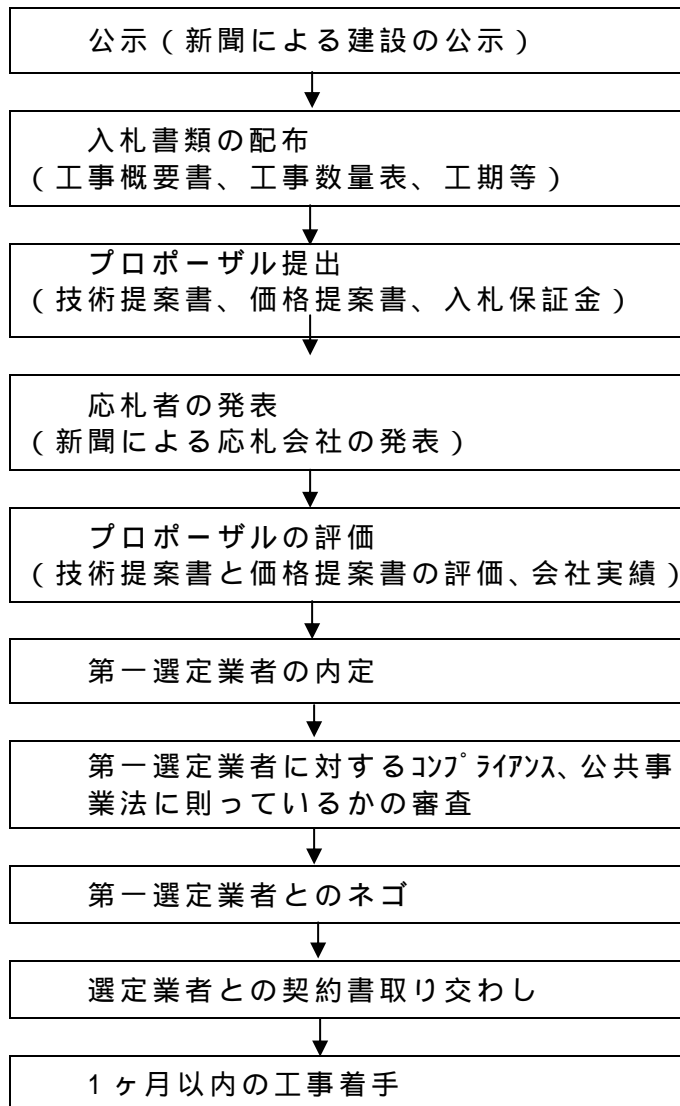 公示（新聞による建設の公示）
入札書類の配布
（工事概要書、工事数量表、工期等）
プロポーザル提出
（技術提案書、価格提案書、入札保証金）
応札者の発表
（新聞による応札会社の発表）
プロポーザルの評価
（技術提案書と価格提案書の評価、会社実績）
第一選定業者の内定
第一選定業者に対するｺﾝﾌﾟﾗｲｱﾝｽ、公共事
業法に則っているかの審査
第一選定業者とのネゴ
選定業者との契約書取り交わし
1ヶ月以内の工事着手